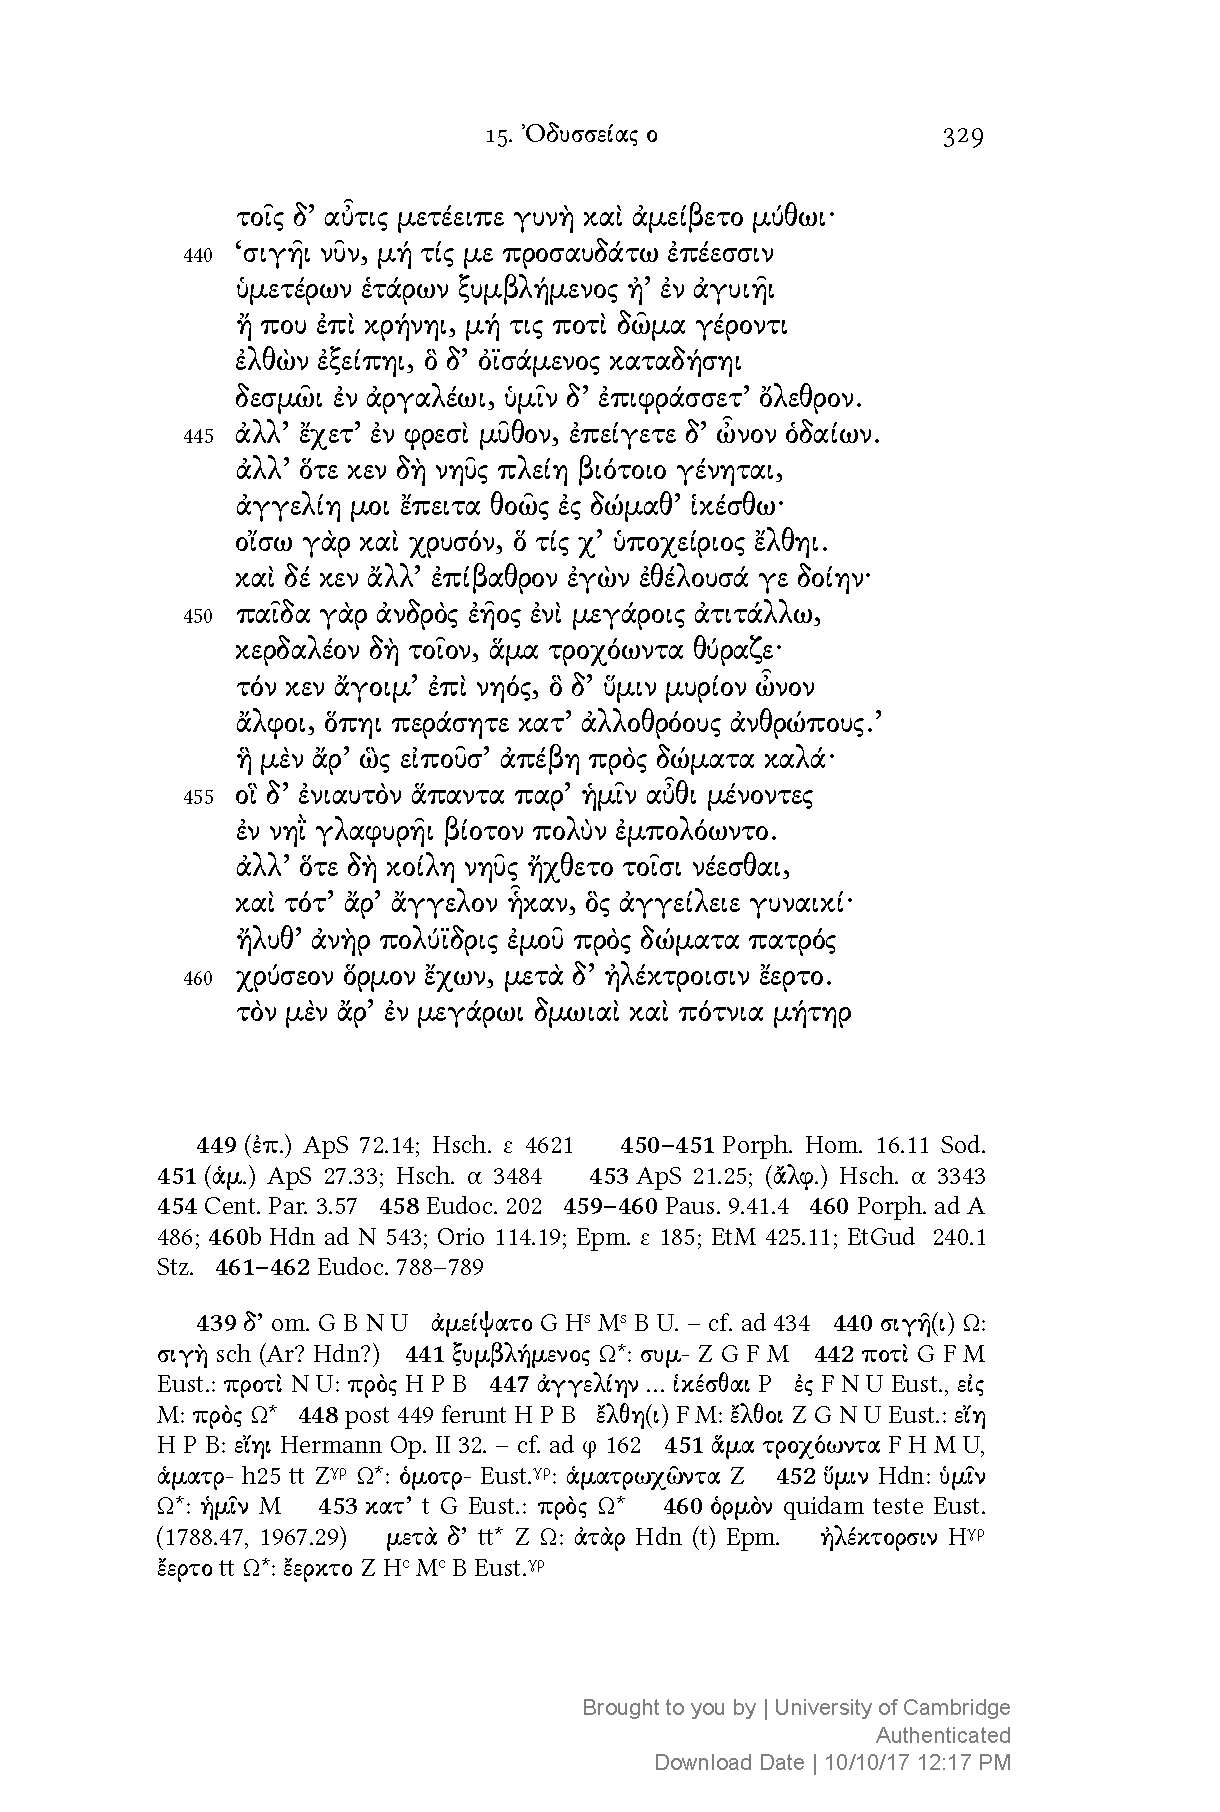 15. Ὀδυσσείας ο 329
τοῖς δ’ αὖτις μετέειπε γυνὴ καὶ ἀμείβετο μύθωι·
440 ‘σιγῆι νῦν, μή τίς με προσαυδάτω ἐπέεσσιν
ὑμετέρων ἑτάρων ξυμβλήμενος ἠ’ ἐν ἀγυιῆι
ἤ που ἐπὶ κρήνηι, μή τις ποτὶ δῶμα γέροντι
ἐλθὼν ἐξείπηι, ὃ δ’ ὀϊσάμενος καταδήσηι
δεσμῶι ἐν ἀργαλέωι, ὑμῖν δ’ ἐπιφράσσετ’ ὄλεθρον.
445 ἀλλ’ ἔχετ’ ἐν φρεσὶ μῦθον, ἐπείγετε δ’ ὦνον ὁδαίων.
ἀλλ’ ὅτε κεν δὴ νηῦς πλείη βιότοιο γένηται,
ἀγγελίη μοι ἔπειτα θοῶς ἐς δώμαθ’ ἱκέσθω·
οἴσω γὰρ καὶ χρυσόν, ὅ τίς χ’ ὑποχείριος ἔλθηι.
καὶ δέ κεν ἄλλ’ ἐπίβαθρον ἐγὼν ἐθέλουσά γε δοίην·
450 παῖδα γὰρ ἀνδρὸς ἐῆος ἐνὶ μεγάροις ἀτιτάλλω,
κερδαλέον δὴ τοῖον, ἅμα τροχόωντα θύραζε·
τόν κεν ἄγοιμ’ ἐπὶ νηός, ὃ δ’ ὕμιν μυρίον ὦνον
ἄλφοι, ὅπηι περάσητε κατ’ ἀλλοθρόους ἀνθρώπους.’
ἣ μὲν ἄρ’ ὣς εἰποῦσ’ ἀπέβη πρὸς δώματα καλά·
455 οἳ δ’ ἐνιαυτὸν ἅπαντα παρ’ ἡμῖν αὖθι μένοντες
ἐν νηῒ γλαφυρῆι βίοτον πολὺν ἐμπολόωντο.
ἀλλ’ ὅτε δὴ κοίλη νηῦς ἤχθετο τοῖσι νέεσθαι,
καὶ τότ’ ἄρ’ ἄγγελον ἧκαν, ὃς ἀγγείλειε γυναικί·
ἤλυθ’ ἀνὴρ πολύϊδρις ἐμοῦ πρὸς δώματα πατρός
460 χρύσεον ὅρμον ἔχων, μετὰ δ’ ἠλέκτροισιν ἔερτο.
τὸν μὲν ἄρ’ ἐν μεγάρωι δμωιαὶ καὶ πότνια μήτηρ
449 (ἐπ.) ApS 72.14; Hsch. ε 4621 450–451 Porph. Hom. 16.11 Sod.
451 (ἁμ.) ApS 27.33; Hsch. α 3484 453 ApS 21.25; (ἄλφ.) Hsch. α 3343
454 Cent. Par. 3.57 458 Eudoc. 202 459–460 Paus. 9.41.4 460 Porph. ad A
486; 460b Hdn ad N 543; Orio 114.19; Epm. ε 185; EtM 425.11; EtGud 240.1
Stz. 461–462 Eudoc. 788–789
439 δ’ om. G B N U ἀμείψατο G Hˢ Mˢ B U. – cf. ad 434 440 σιγῆ(ι) Ω:
σιγὴ sch (Ar? Hdn?) 441 ξυμβλήμενος Ω*: συμ- Z G F M 442 ποτὶ G F M
Eust.: προτὶ N U: πρὸς H P B 447 ἀγγελίην ... ἱκέσθαι P ἐς F N U Eust., εἰς
M: πρὸς Ω* 448 post 449 ferunt H P B ἔλθη(ι) F M: ἔλθοι Z G N U Eust.: εἴη
H P B: εἴηι Hermann Op. II 32. – cf. ad φ 162 451 ἅμα τροχόωντα F H M U,
ἁματρ- h25 tt Zᵞᵖ Ω*: ὁμοτρ- Eust.ᵞᵖ: ἁματρωχῶντα Z 452 ὕμιν Hdn: ὑμῖν
Ω*: ἡμῖν M 453 κατ’ t G Eust.: πρὸς Ω* 460 ὁρμὸν quidam teste Eust.
(1788.47, 1967.29) μετὰ δ’ tt* Z Ω: ἀτὰρ Hdn (t) Epm. ἠλέκτορσιν Hᵞᵖ
ἔερτο tt Ω*: ἔερκτο Z Hᶜ Mᶜ B Eust.ᵞᵖ
Brought to you by | University of Cambridge
Authenticated
Download Date | 10/10/17 12:17 PM